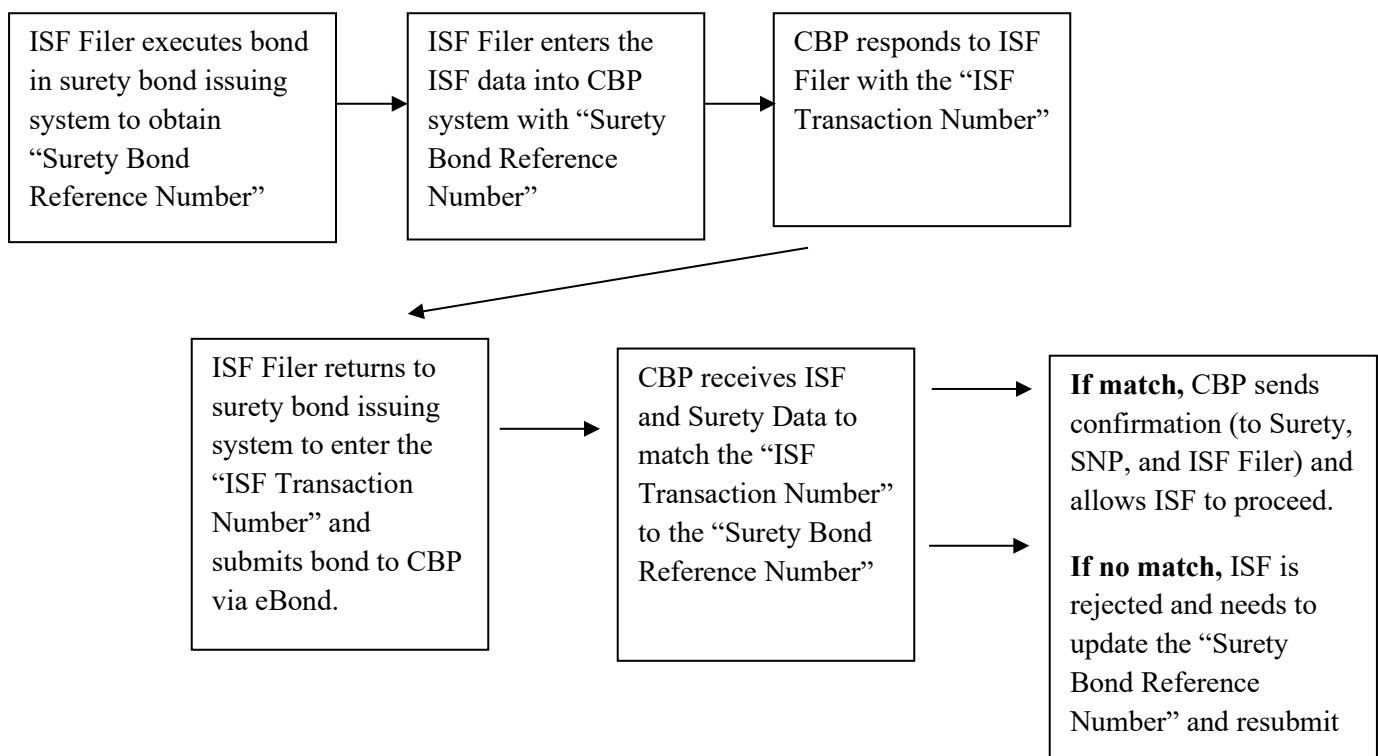 ISF Filer executes bond
in surety bond issuing
system to obtain
“Surety Bond
Reference Number”
ISF Filer enters the
ISF data into CBP
system with “Surety
Bond Reference
Number”
CBP responds to ISF
Filer with the “ISF
Transaction Number”
ISF Filer returns to
surety bond issuing
system to enter the
“ISF Transaction
Number” and
submits bond to CBP
via eBond.
CBP receives ISF
and Surety Data to
match the “ISF
Transaction Number”
to the “Surety Bond
Reference Number”
If match, CBP sends
confirmation (to Surety,
SNP, and ISF Filer) and
allows ISF to proceed.
If no match, ISF is
rejected and needs to
update the “Surety
Bond Reference
Number” and resubmit